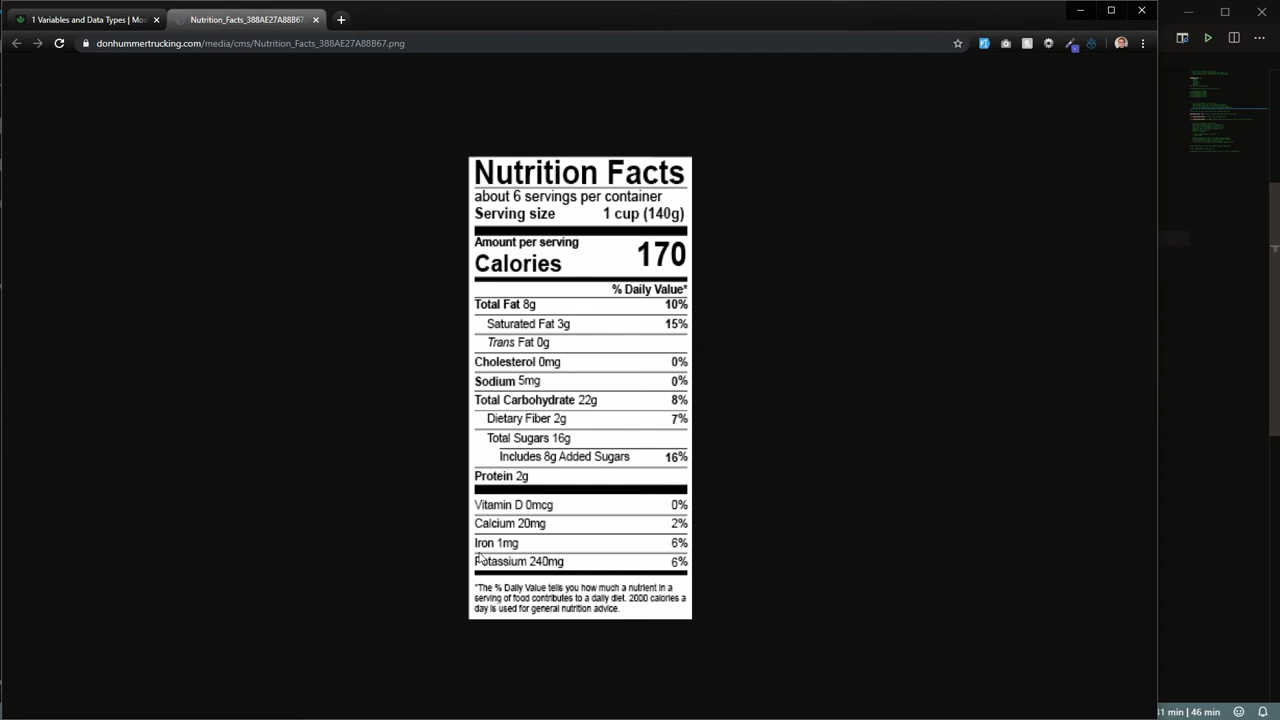 1 Variables and Data Types | Mod
Nutrition_Facts_388AE27A88B67
donhummertrucking.com/media/cms/Nutrition_Facts_388AE27A88B67.png
Nutrition Facts
about 6 servings per container
Serving size 1 cup (140g)
Amount per serving
Calories 170
% Daily Value*
Total Fat 8g 10%
Saturated Fat 3g 15%
Trans Fat 0g
Cholesterol 0mg 0%
Sodium 5mg 0%
Total Carbohydrate 22g 8%
Dietary Fiber 2g 7%
Total Sugars 16g
Includes 8g Added Sugars 16%
Protein 2g
Vitamin D 0mcg 0%
Calcium 20mg 2%
Iron 1mg 6%
Potassium 240mg 6%
*The % Daily Value tells you how much a nutrient in a
serving of food contributes to a daily diet. 2000 calories a
day is used for general nutrition advice.
41 min | 46 min